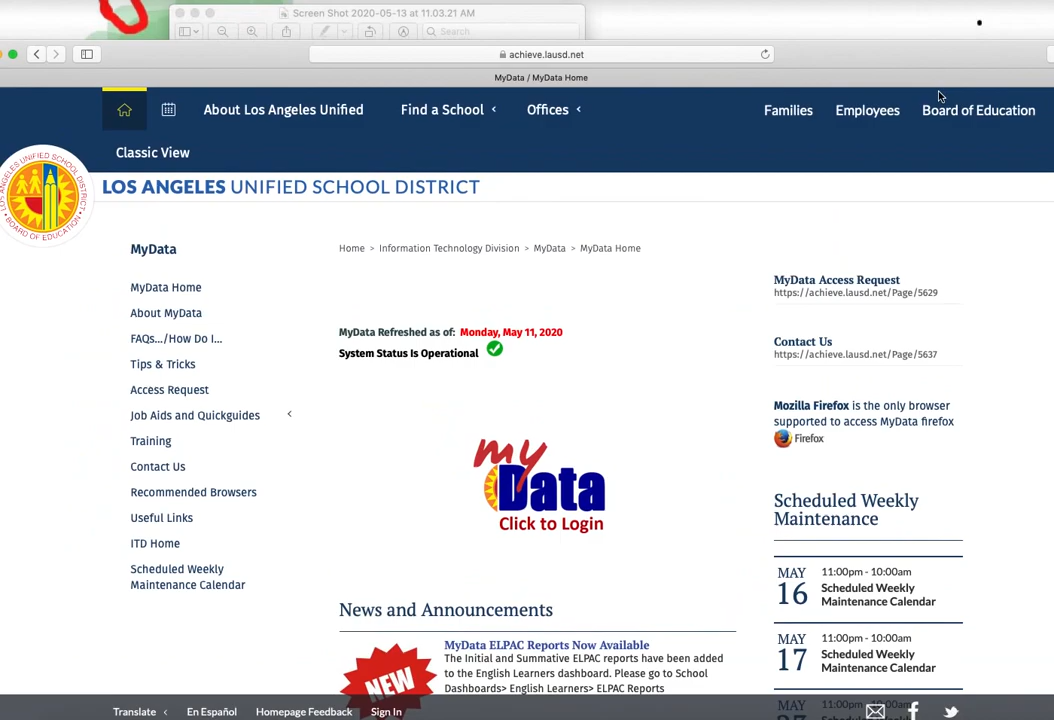 Screen Shot 2020-05-13 at 11.03.21 AM
Search
achieve.lausd.net
MyData / MyData Home
About Los Angeles Unified
Find a School
Offices
Families
Employees
Board of Education
Classic View
LOS ANGELES UNIFIED SCHOOL DISTRICT
MyData
MyData Home
About MyData
FAQs.../How Do I...
Tips & Tricks
Access Request
Job Aids and Quickguides
Training
Contact Us
Recommended Browsers
Useful Links
ITD Home
Scheduled Weekly
Maintenance Calendar
Home > Information Technology Division > MyData > MyData Home
MyData Refreshed as of: Monday, May 11, 2020
System Status Is Operational
my
Data
Click to Login
News and Announcements
NEW
MyData ELPAC Reports Now Available
The Initial and Summative ELPAC reports have been added
to the English Learners dashboard. Please go to School
Dashboards> English Learners> ELPAC Reports
MyData Access Request
https://achieve.lausd.net/Page/5629
Contact Us
https://achieve.lausd.net/Page/5637
Mozilla Firefox is the only browser
supported to access MyData firefox
Firefox
Scheduled Weekly
Maintenance
MAY
16
11:00pm - 10:00am
Scheduled Weekly
Maintenance Calendar
MAY
17
11:00pm - 10:00am
Scheduled Weekly
Maintenance Calendar
Translate
En Español
Homepage Feedback
Sign In